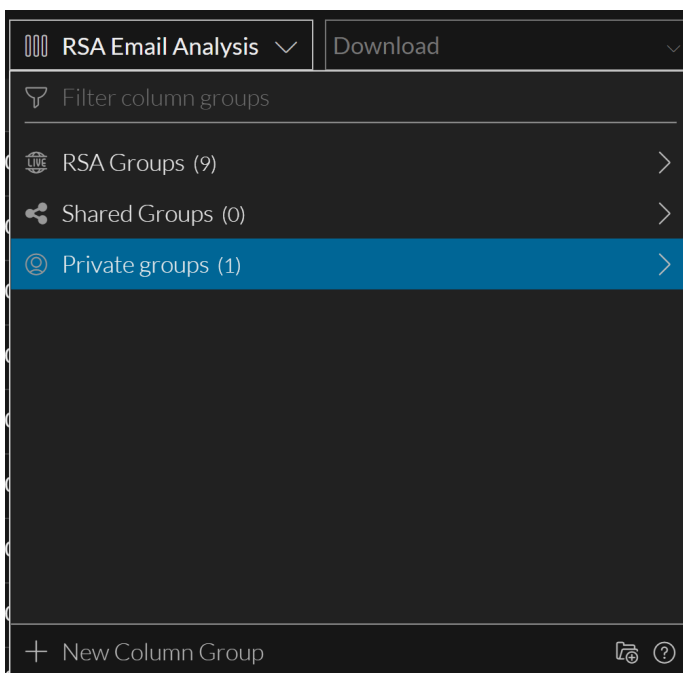 RSA Email Analysis
Download
Filter column groups
LIVE
RSA Groups (9)
Shared Groups (0)
Private groups (1)
New Column Group
?